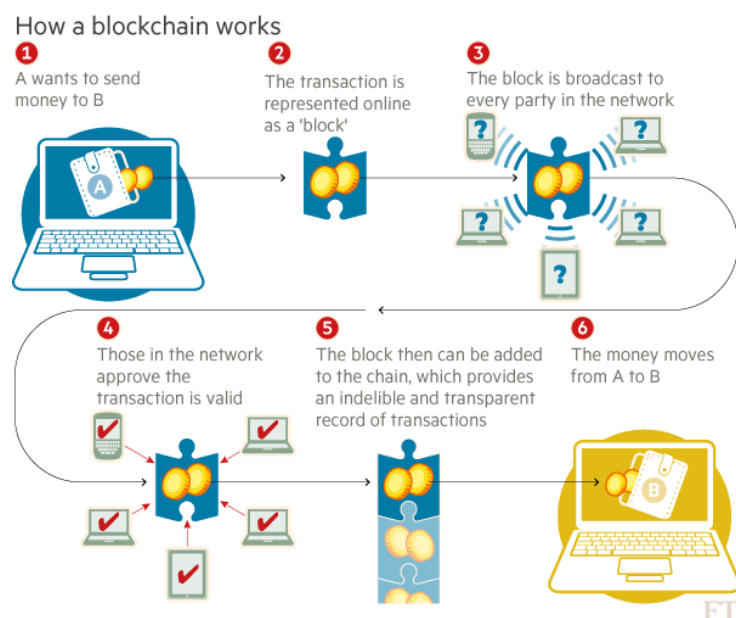 How a blockchain works
1
A wants to send
money to B
A
2
The transaction is
represented online
as a 'block'
3
The block is broadcast to
every party in the network
?
?
?
?
?
4
Those in the network
approve the
transaction is valid
5
The block then can be added
to the chain, which provides
an indelible and transparent
record of transactions
6
The money moves
from A to B
B
FT